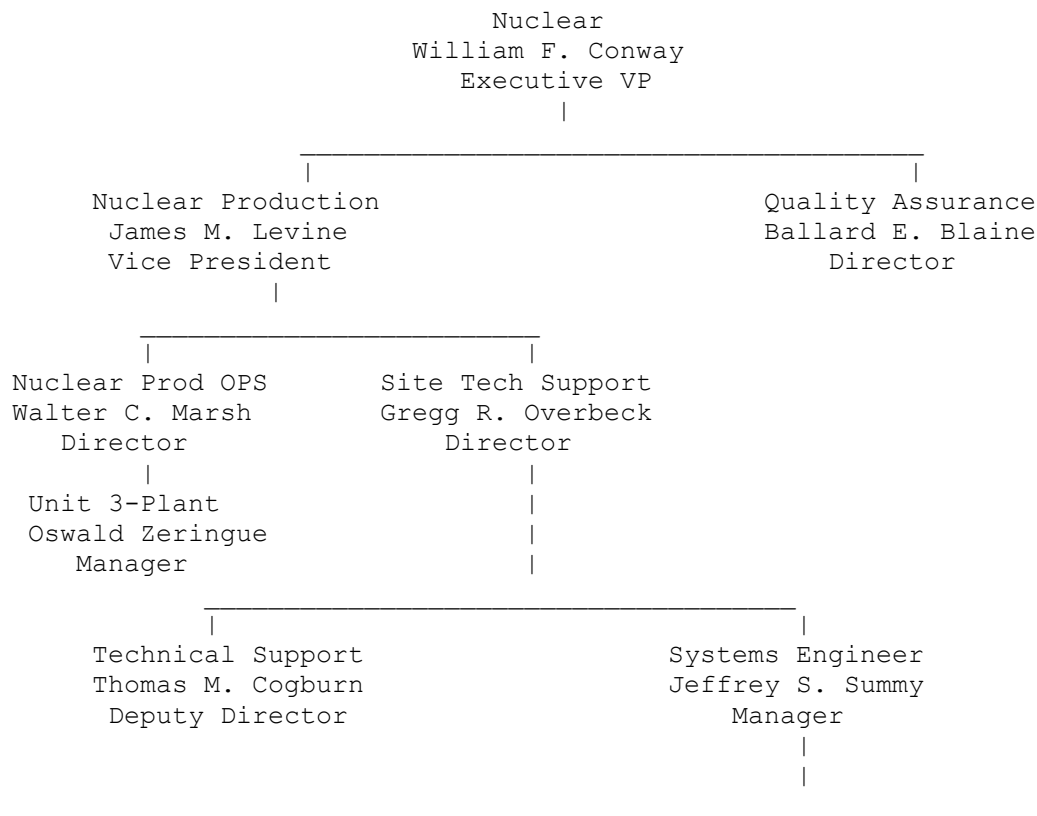 Nuclear
William F. Conway
Executive VP
Nuclear Production Quality Assurance
James M. Levine Ballard E. Blaine
Vice President Director
Nuclear Prod OPS Site Tech Support
Walter C. Marsh Gregg R. Overbeck
Director Director
Unit 3-Plant
Oswald Zeringue
Manager
Technical Support Systems Engineer
Thomas M. Cogburn Jeffrey S. Summy
Deputy Director Manager